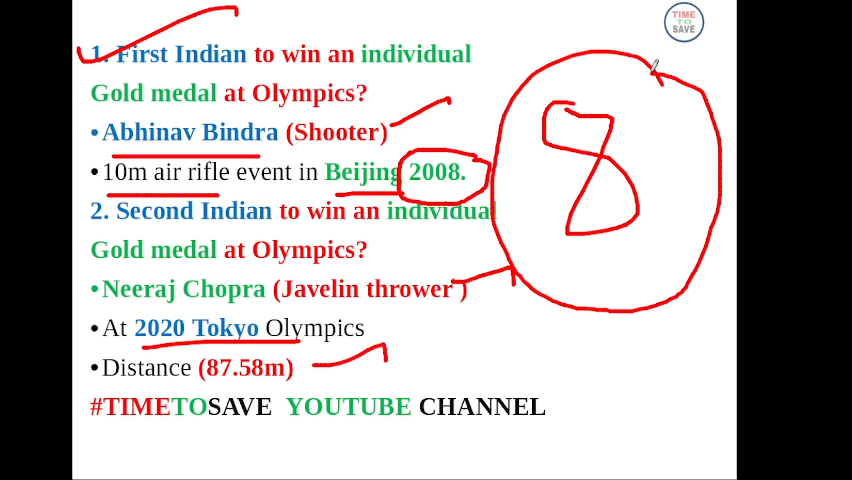 TIME
TO
SAVE
1. First Indian to win an individual
Gold medal at Olympics?
•Abhinav Bindra (Shooter)
•10m air rifle event in Beijing 2008.
8
2. Second Indian to win an individual
Gold medal at Olympics?
•Neeraj Chopra (Javelin thrower )
•At 2020 Tokyo Olympics
•Distance (87.58m)
#TIMETOSAVE YOUTUBE CHANNEL